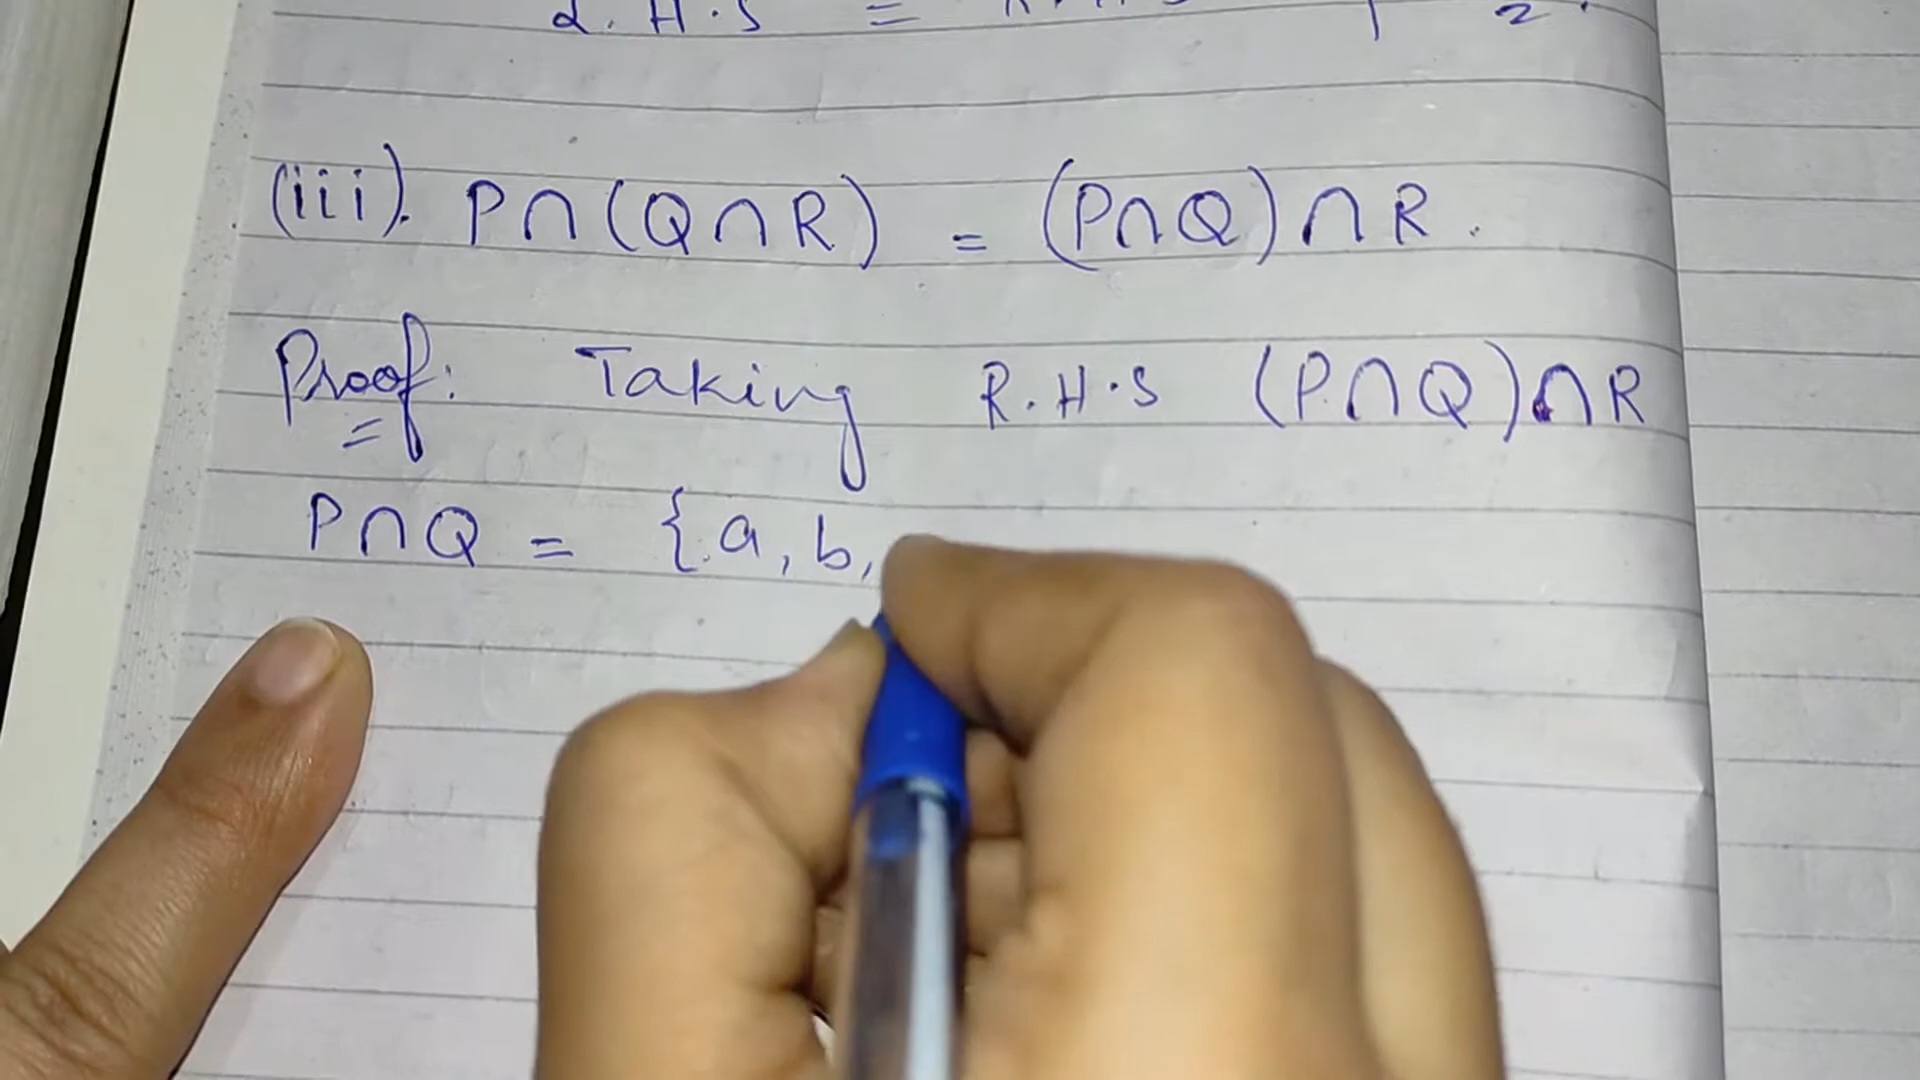 L.H.S =
(iii). P∩(Q∩R) = (P∩Q)∩R.
Proof: Taking R.H.S (P∩Q)∩R
P∩Q = {a, b,